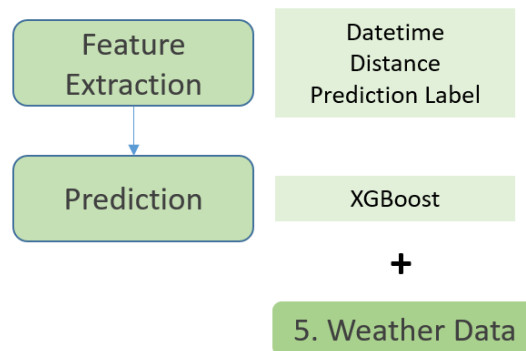 Feature
Extraction
Datetime
Distance
Prediction Label
Prediction
XGBoost
+
5. Weather Data